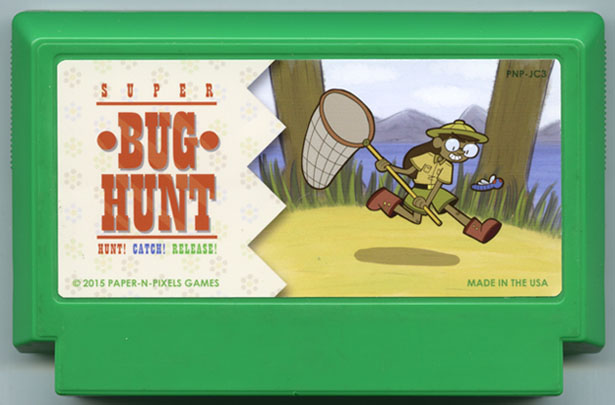 SUPER
•BUG•
HUNT
HUNT! CATCH! RELEASE!
© 2015 PAPER-N-PIXELS GAMES
PNP-JC3
MADE IN THE USA